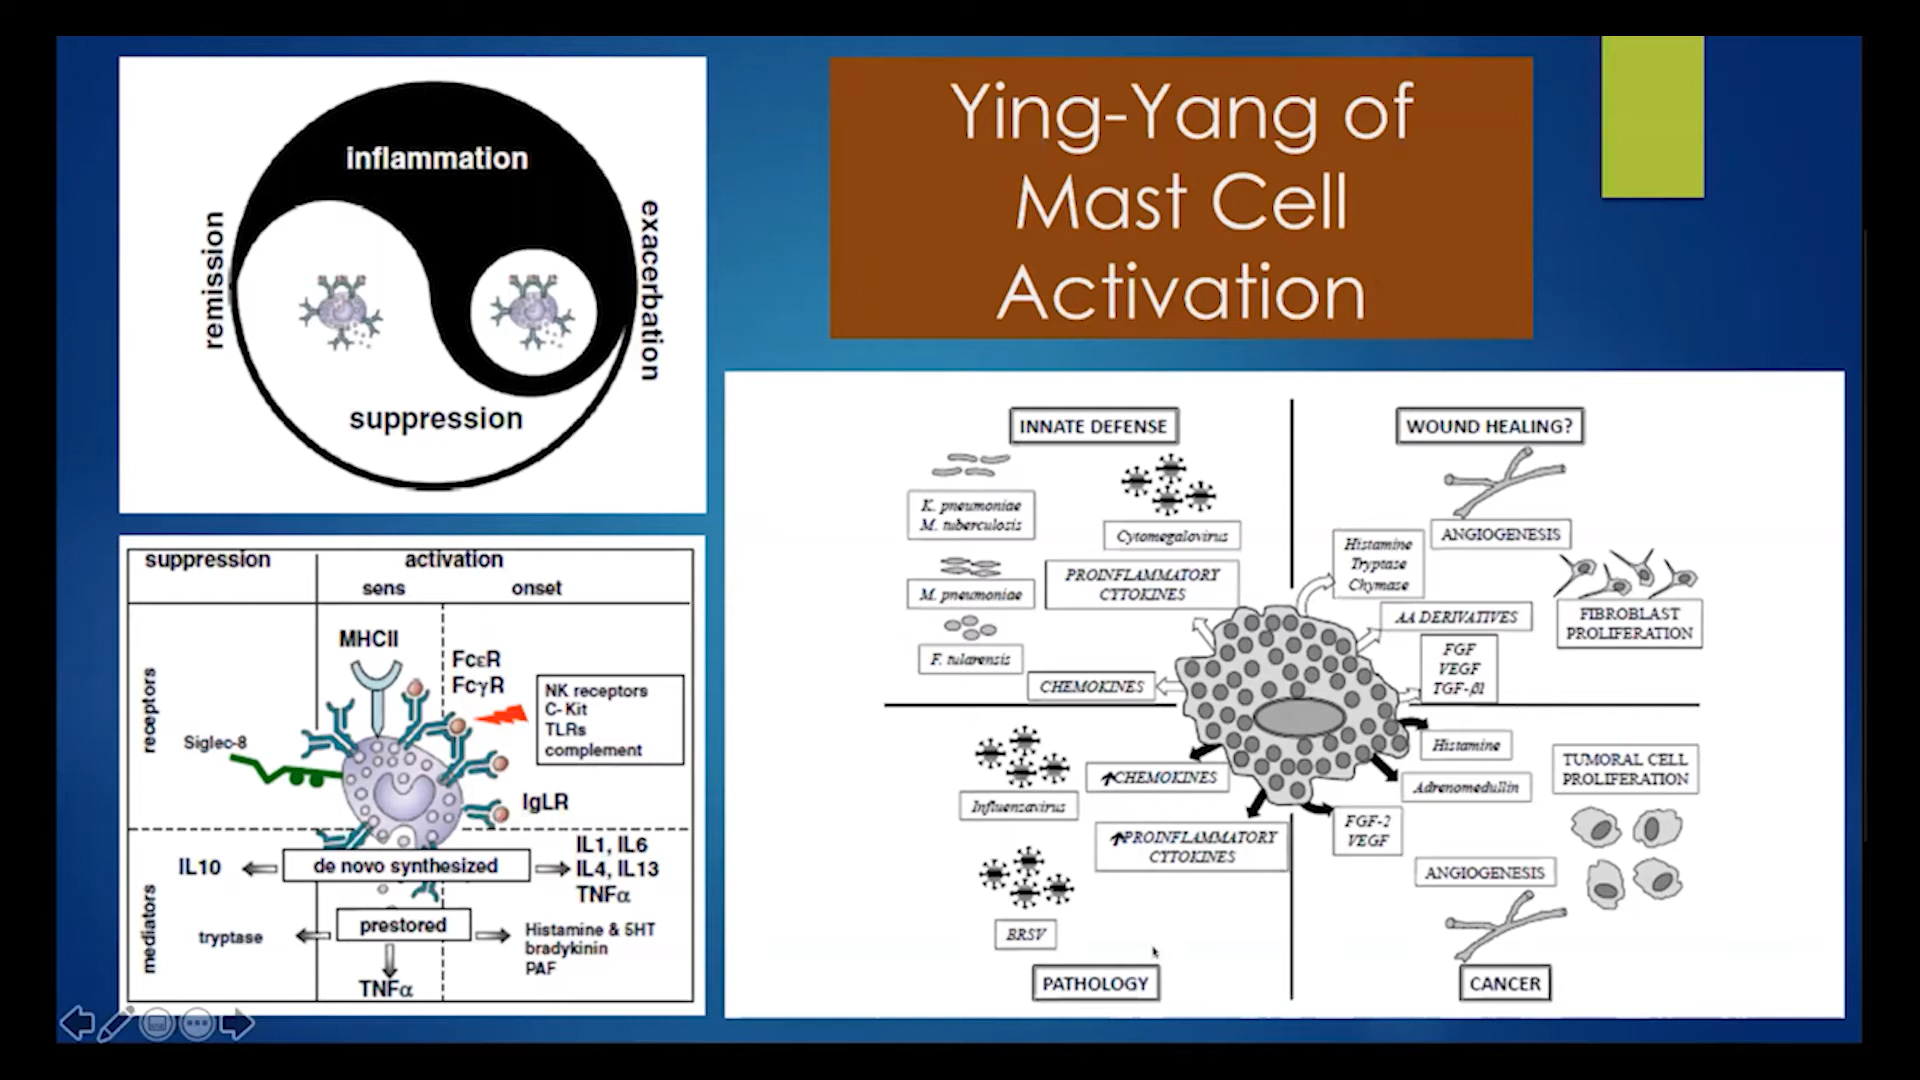 Ying-Yang of
Mast Cell
Activation
inflammation
remission
exacerbation
suppression
suppression
activation
sens
onset
receptors
MHCII
FcεR
FcγR
NK receptors
C- Kit
TLRs
complement
Siglec-8
IgLR
mediators
IL10
de novo synthesized
IL1, IL6
IL4, IL13
TNFα
tryptase
prestored
Histamine & 5HT
bradykinin
PAF
TNFα
INNATE DEFENSE
K. pneumoniae
M. tuberculosis
Cytomegalovirus
M. pneumoniae
PROINFLAMMATORY
CYTOKINES
F. tularensis
CHEMOKINES
WOUND HEALING?
ANGIOGENESIS
Histamine
Tryptase
Chymase
AA DERIVATIVES
FIBROBLAST
PROLIFERATION
FGF
VEGF
TGF-β1
Influenzavirus
CHEMOKINES
PROINFLAMMATORY
CYTOKINES
BRSV
PATHOLOGY
Histamine
Adrenomedullin
TUMORAL CELL
PROLIFERATION
FGF-2
VEGF
ANGIOGENESIS
CANCER